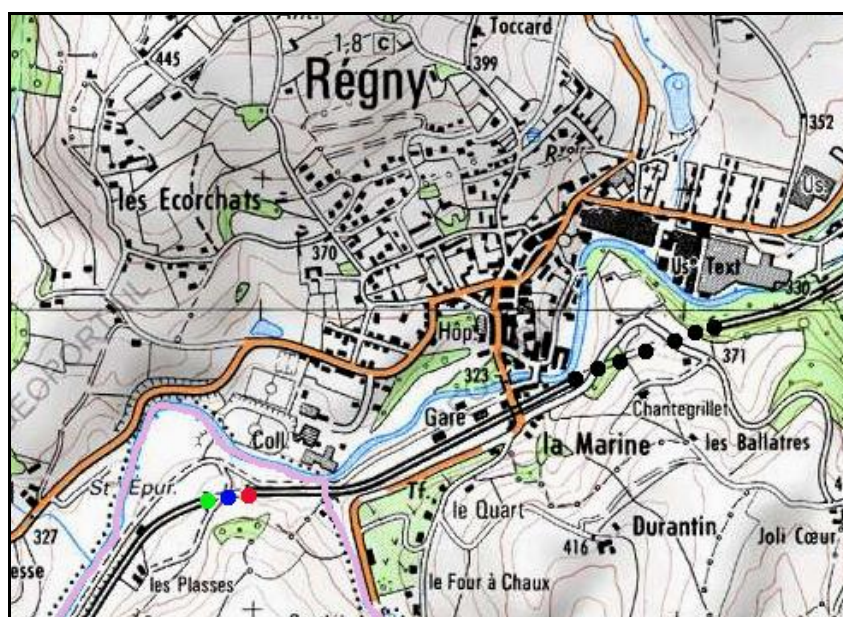 Toccard
1-8 C
445
399
Régny
352
Rvoir
les Ecorchats
Us.
370
Us. Text
330
Hôp.
323
371
Chantegrillet
Gare
Coll.
la Marine
les Ballatres
St Epur.
Tf.
le Quart
Durantin
327
416
Joli Cœur
esse
les Plasses
le Four à Chaux